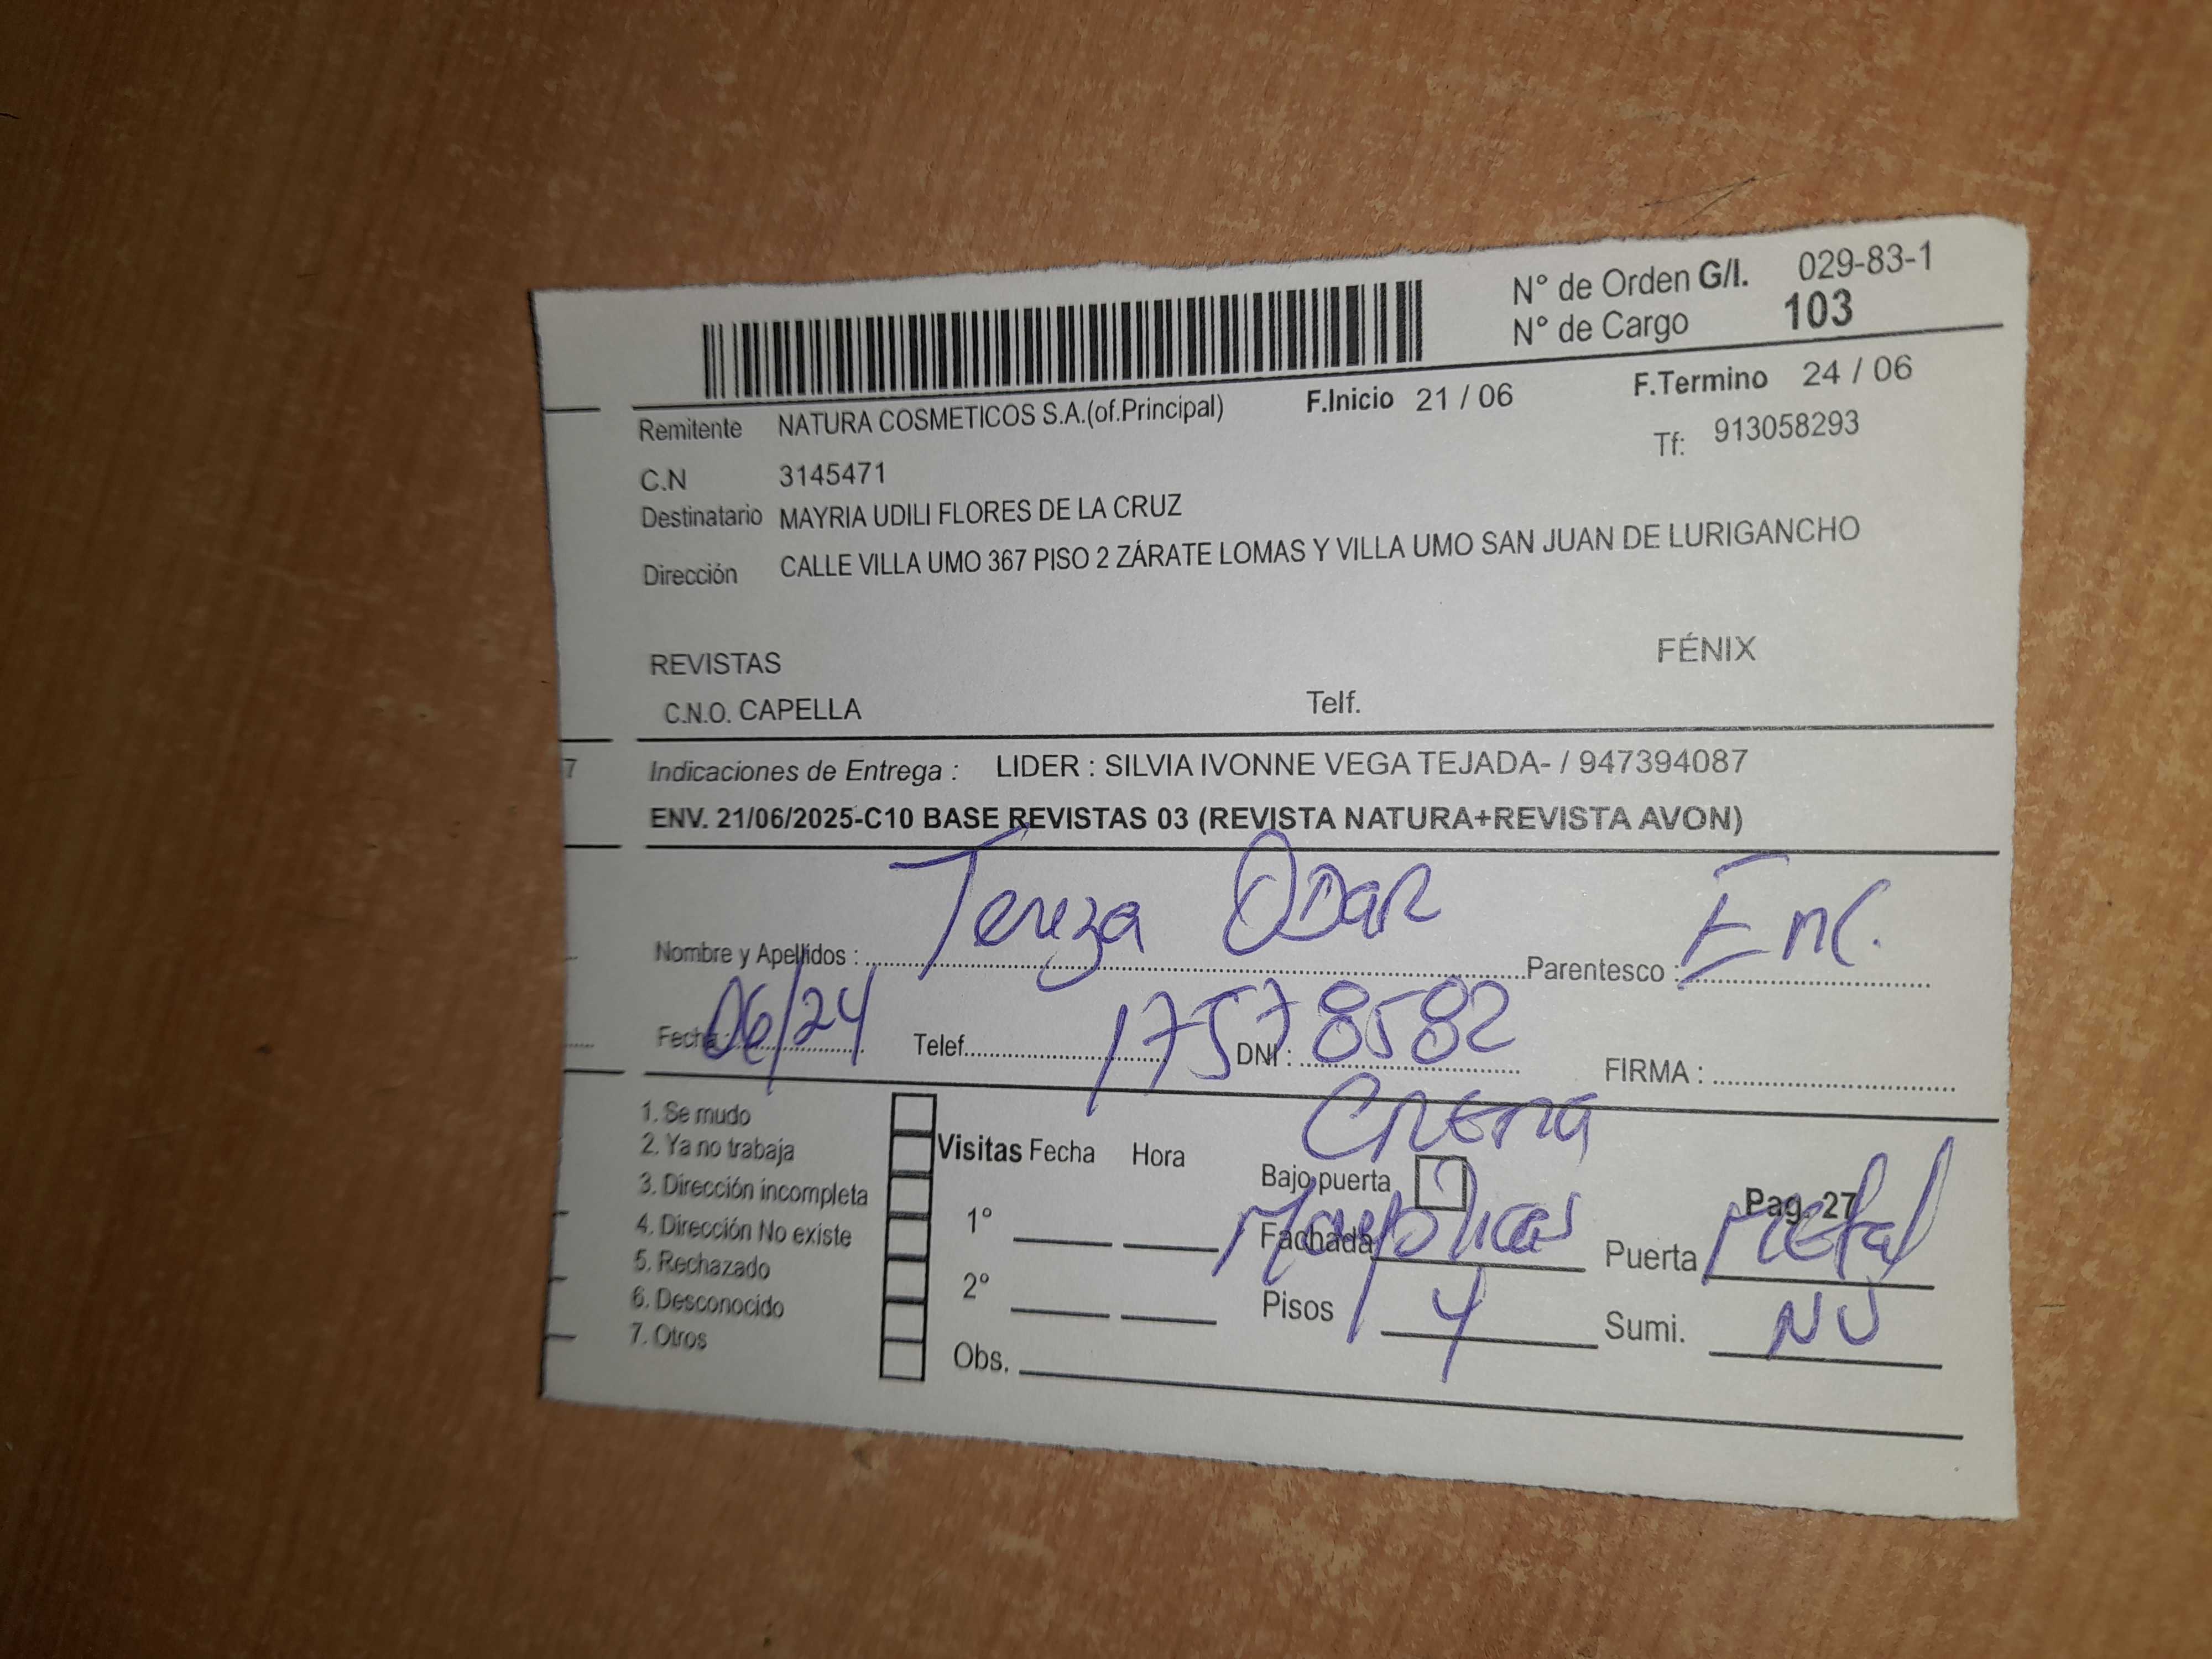 N° de Orden G/I. 029-83-1
N° de Cargo 103
F.Inicio 21 / 06 F.Termino 24 / 06
Remitente NATURA COSMETICOS S.A.(of.Principal) Tf: 913058293
C.N 3145471
Destinatario MAYRIA UDILI FLORES DE LA CRUZ
Dirección CALLE VILLA UMO 367 PISO 2 ZÁRATE LOMAS Y VILLA UMO SAN JUAN DE LURIGANCHO
REVISTAS FÉNIX
C.N.O. CAPELLA Telf.
7 Indicaciones de Entrega : LIDER : SILVIA IVONNE VEGA TEJADA- / 947394087
ENV. 21/06/2025-C10 BASE REVISTAS 03 (REVISTA NATURA+REVISTA AVON)
Nombre y Apellidos : Tereza ODAR Parentesco : Enc.
Fecha : 06/24 Telef. DNI : 17578582 FIRMA :
Crema
1. Se mudo
2. Ya no trabaja
3. Dirección incompleta
4. Dirección No existe
5. Rechazado
6. Desconocido
7. Otros
Visitas Fecha Hora
1°
2°
Obs.
Bajo puerta Pag. 27
Fachada Mayolicas Puerta Metal
Pisos 4 Sumi. NU